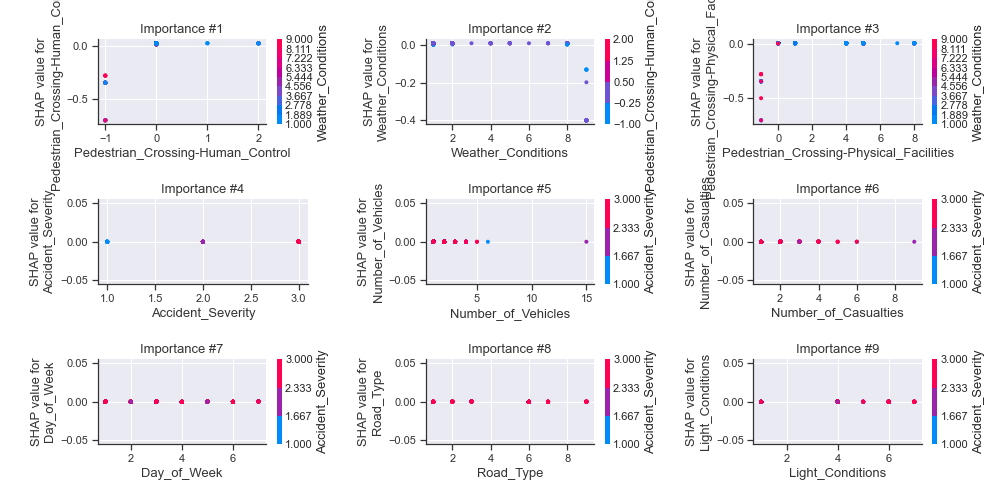 Importance #1
SHAP value for
Pedestrian_Crossing-Human_Co
0.0
−0.5
−1
0
1
2
Pedestrian_Crossing-Human_Control
9.000
8.111
7.222
6.333
5.444
4.556
3.667
2.778
1.889
1.000
Weather_Conditions
Importance #2
SHAP value for
Weather_Conditions
0.0
−0.2
−0.4
2
4
6
8
Weather_Conditions
2.00
1.25
0.50
−0.25
−1.00
Pedestrian_Crossing-Human_Co
Importance #3
SHAP value for
Pedestrian_Crossing-Physical_Fac
0.0
−0.5
0
2
4
6
8
Pedestrian_Crossing-Physical_Facilities
9.000
8.111
7.222
6.333
5.444
4.556
3.667
2.778
1.889
1.000
Weather_Conditions
Importance #4
SHAP value for
Accident_Severity
0.05
0.00
−0.05
1.0
1.5
2.0
2.5
3.0
Accident_Severity
Importance #5
SHAP value for
Number_of_Vehicles
0.05
0.00
−0.05
5
10
15
Number_of_Vehicles
3.000
2.333
1.667
1.000
Accident_Severity
Importance #6
SHAP value for
Number_of_Casualties
0.05
0.00
−0.05
2
4
6
8
Number_of_Casualties
3.000
2.333
1.667
1.000
Accident_Severity
Importance #7
SHAP value for
Day_of_Week
0.05
0.00
−0.05
2
4
6
Day_of_Week
3.000
2.333
1.667
1.000
Accident_Severity
Importance #8
SHAP value for
Road_Type
0.05
0.00
−0.05
2
4
6
8
Road_Type
3.000
2.333
1.667
1.000
Accident_Severity
Importance #9
SHAP value for
Light_Conditions
0.05
0.00
−0.05
2
4
6
Light_Conditions
3.000
2.333
1.667
1.000
Accident_Severity